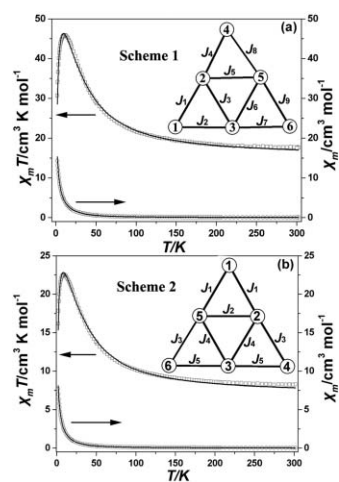 (a)
Scheme 1
50 40 30 20 10 0
χₘT/cm³ K mol⁻¹
50 40 30 20 10 0
χₘ/cm³ mol⁻¹
4
J₄ J₈
2 J₅ 5
J₁ J₃ J₆ J₉
1 J₂ 3 J₇ 6
0 50 100 150 200 250 300
T/K
(b)
Scheme 2
25 20 15 10 5 0
χₘT/cm³ K mol⁻¹
25 20 15 10 5 0
χₘ/cm³ mol⁻¹
1
J₁ J₁
5 J₂ 2
J₃ J₄ J₄ J₃
6 J₅ 3 J₅ 4
0 50 100 150 200 250 300
T/K